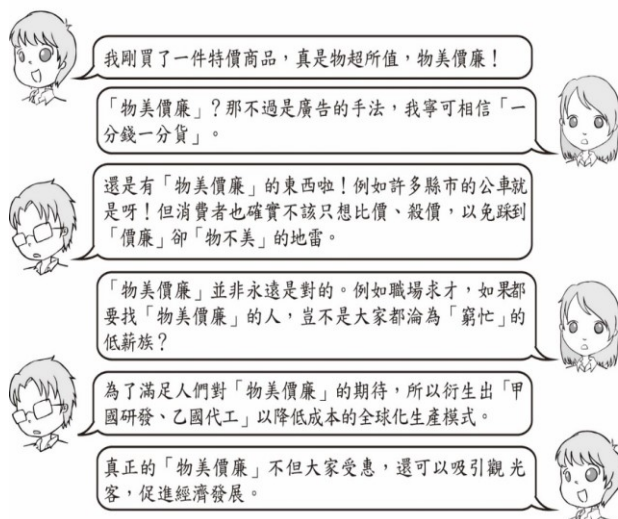 我剛買了一件特價商品，真是物超所值，物美價廉！
「物美價廉」？那不過是廣告的手法，我寧可相信「一
分錢一分貨」。
還是有「物美價廉」的東西啦！例如許多縣市的公車就
是呀！但消費者也確實不該只想比價、殺價，以免踩到
「價廉」卻「物不美」的地雷。
「物美價廉」並非永遠是對的。例如職場求才，如果都
要找「物美價廉」的人，豈不是大家都淪為「窮忙」的
低薪族？
為了滿足人們對「物美價廉」的期待，所以衍生出「甲
國研發、乙國代工」以降低成本的全球化生產模式。
真正的「物美價廉」不但大家受惠，還可以吸引觀光
客，促進經濟發展。